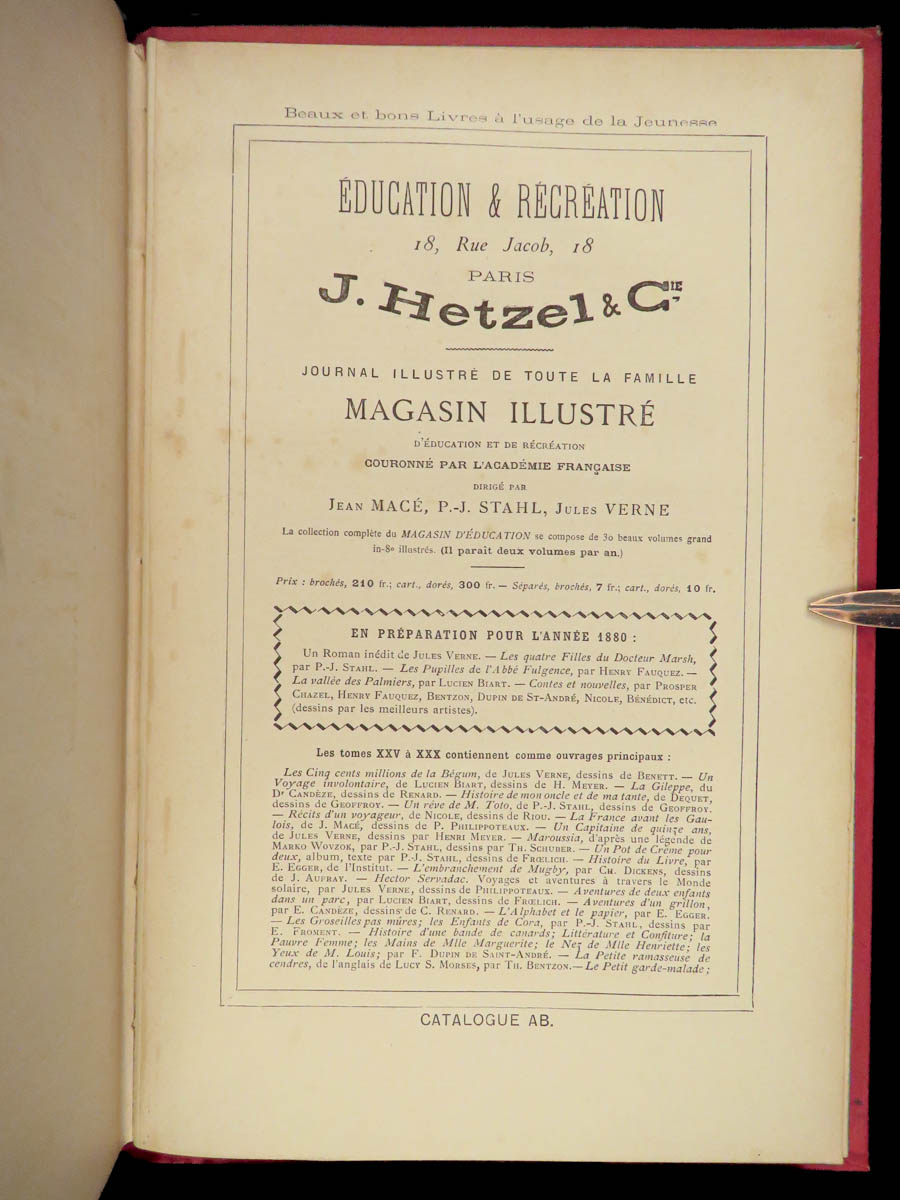 Beaux et bons Livres à l'usage de la Jeunesse
ÉDUCATION & RÉCRÉATION
18, Rue Jacob, 18
PARIS
J. Hetzel & CIE
JOURNAL ILLUSTRÉ DE TOUTE LA FAMILLE
MAGASIN ILLUSTRÉ
D'ÉDUCATION ET DE RÉCRÉATION
COURONNÉ PAR L'ACADÉMIE FRANÇAISE
DIRIGÉ PAR
JEAN MACÉ, P.-J. STAHL, JULES VERNE
La collection complète du MAGASIN D'ÉDUCATION se compose de 30 beaux volumes grand
in-8º illustrés. (Il parait deux volumes par an.)
Prix : brochés, 210 fr.; cart., dorés, 300 fr. — Séparés, brochés, 7 fr.; cart., dorés, 10 fr.
EN PRÉPARATION POUR L'ANNÉE 1880 :
Un Roman inédit de JULES VERNE. — Les quatre Filles du Docteur Marsh,
par P.-J. STAHL. — Les Pupilles de l'Abbé Fulgence, par HENRY FAUQUEZ. —
La vallée des Palmiers, par LUCIEN BIART. — Contes et nouvelles, par PROSPER
CHAZEL, HENRY FAUQUEZ, BENTZON, DUPIN DE ST-ANDRÉ, NICOLE, BÉNÉDICT, etc.
(dessins par les meilleurs artistes).
Les tomes XXV à XXX contiennent comme ouvrages principaux :
Les Cinq cents millions de la Bégum, de JULES VERNE, dessins de BENETT. — Un
Voyage involontaire, de LUCIEN BIART, dessins de H. MEYER. — La Gileppe, du
Dr CANDÈZE, dessins de RENARD. — Histoire de mon oncle et de ma tante, de DEQUET,
dessins de GEOFFROY. — Un rêve de M. Toto, de P.-J. STAHL, dessins de GEOFFROY.
— Récits d'un voyageur, de NICOLE, dessins de RIOU. — La France avant les Gau-
lois, de J. MACÉ, dessins de P. PHILIPPOTEAUX. — Un Capitaine de quinze ans,
de JULES VERNE, dessins par HENRI MEYER. — Maroussia, d'après une légende de
MARKO WOVZOK, par P.-J. STAHL, dessins par TH. SCHUBER. — Un Pot de Crème pour
deux, album, texte par P.-J. STAHL, dessins de FRŒLICH. — Histoire du Livre, par
E. EGGER, de l'Institut. — L'embranchement de Mugby, par CH. DICKENS, dessins
de J. AUFRAY. — Hector Servadac. Voyages et aventures à travers le Monde
solaire, par JULES VERNE, dessins de PHILIPPOTEAUX. — Aventures de deux enfants
dans un parc, par LUCIEN BIART, dessins de FRŒLICH. — Aventures d'un grillon,
par E. CANDÈZE, dessins de C. RENARD. — L'Alphabet et le papier, par E. EGGER.
— Les Groseilles pas mûres; les Enfants de Cora, par P.-J. STAHL, dessins par
E. FROMENT. — Histoire d'une bande de canards; Littérature et Confiture; la
Pauvre Femme; les Mains de Mlle Marguerite; le Nez de Mlle Henriette; les
Yeux de M. Louis; par F. DUPIN DE SAINT-ANDRÉ. — La Petite ramasseuse de
cendres, de l'anglais de LUCY S. MORSES, par TH. BENTZON.— Le Petit garde-malade;
CATALOGUE AB.